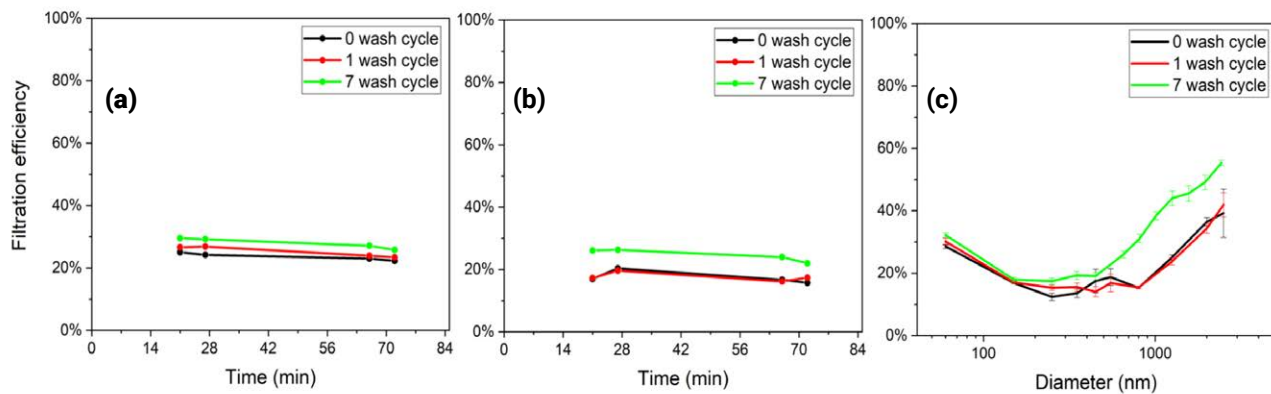 (a)
Filtration efficiency
100%
80%
60%
40%
20%
0%
0 wash cycle
1 wash cycle
7 wash cycle
0 14 28 42 56 70 84
Time (min)
(b)
100%
80%
60%
40%
20%
0%
0 wash cycle
1 wash cycle
7 wash cycle
0 14 28 42 56 70 84
Time (min)
(c)
100%
80%
60%
40%
20%
0%
0 wash cycle
1 wash cycle
7 wash cycle
100 1000
Diameter (nm)